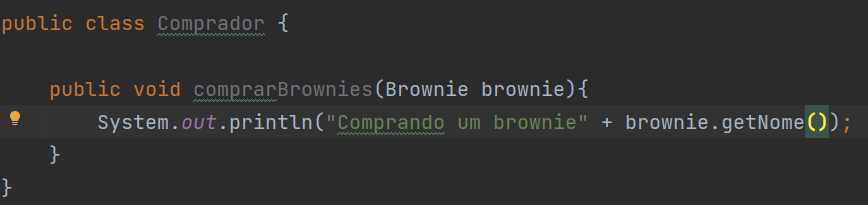 public class Comprador {
public void comprarBrownies(Brownie brownie){
System.out.println("Comprando um brownie" + brownie.getNome());
}
}